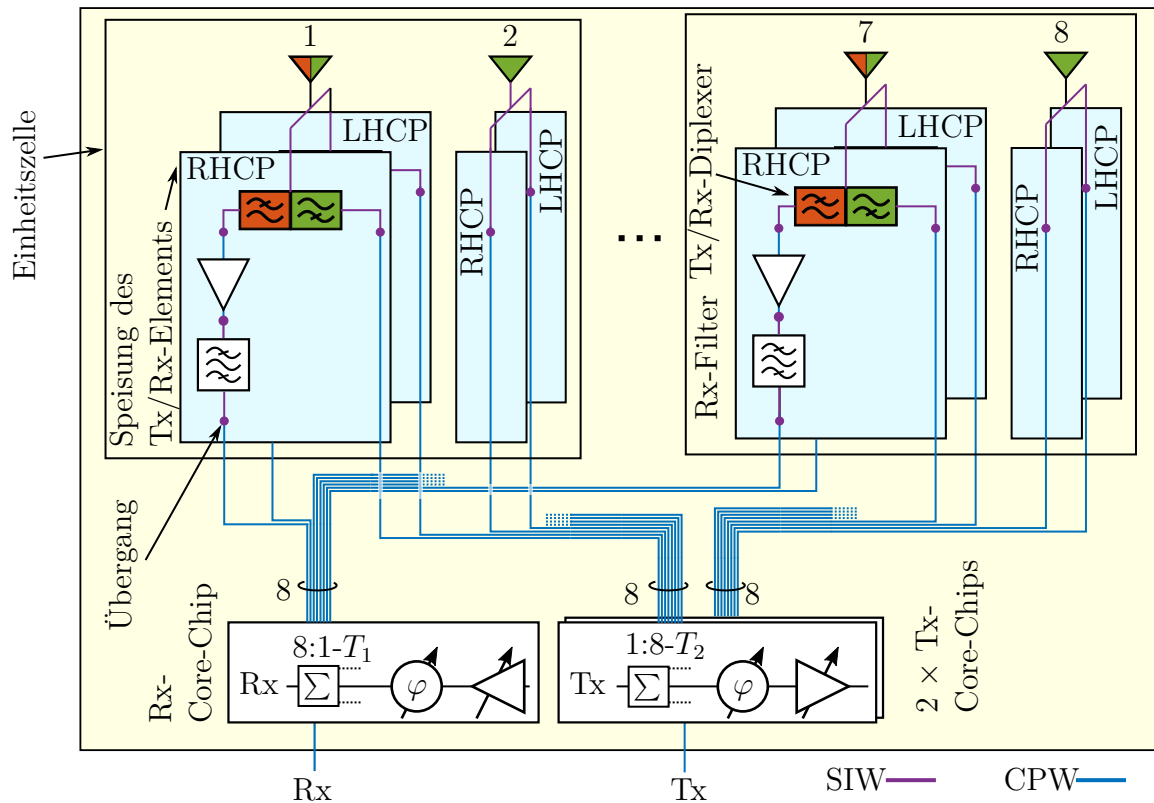 1
2
7
8
LHCP
RHCP
RHCP
LHCP
LHCP
RHCP
RHCP
LHCP
Einheitszelle
Speisung des
Tx/Rx-Elements
Tx/Rx-Diplexer
Rx-Filter
...
Übergang
8
8
8
Rx-
Core-Chip
8:1-T₁
Rx
Σ
φ
1:8-T₂
Tx
Σ
φ
2 × Tx-
Core-Chips
Rx
Tx
SIW
CPW